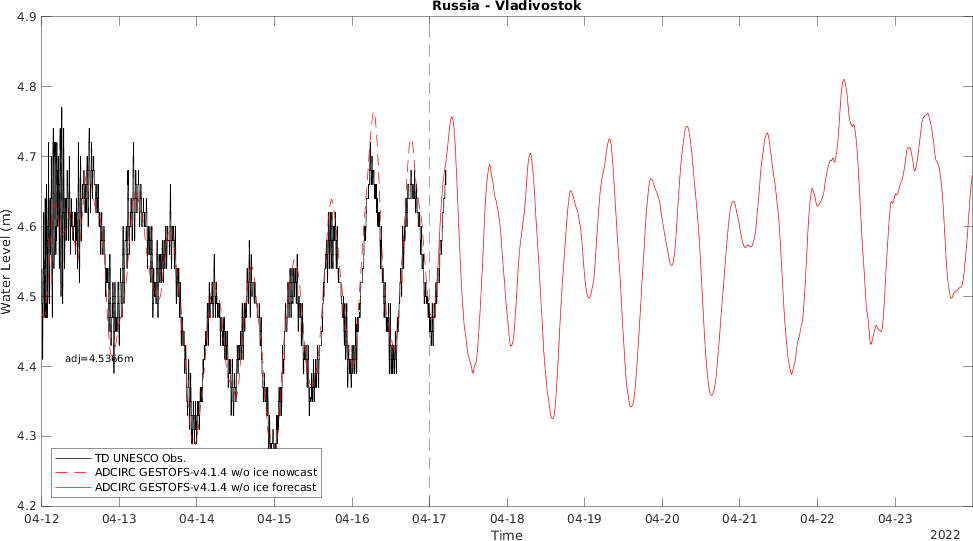 Russia - Vladivostok
4.9
4.8
4.7
4.6
4.5
4.4
4.3
4.2
Water Level (m)
adj=4.5366m
TD UNESCO Obs.
ADCIRC GESTOFS-v4.1.4 w/o ice nowcast
ADCIRC GESTOFS-v4.1.4 w/o ice forecast
04-12 04-13 04-14 04-15 04-16 04-17 04-18 04-19 04-20 04-21 04-22 04-23
Time
2022